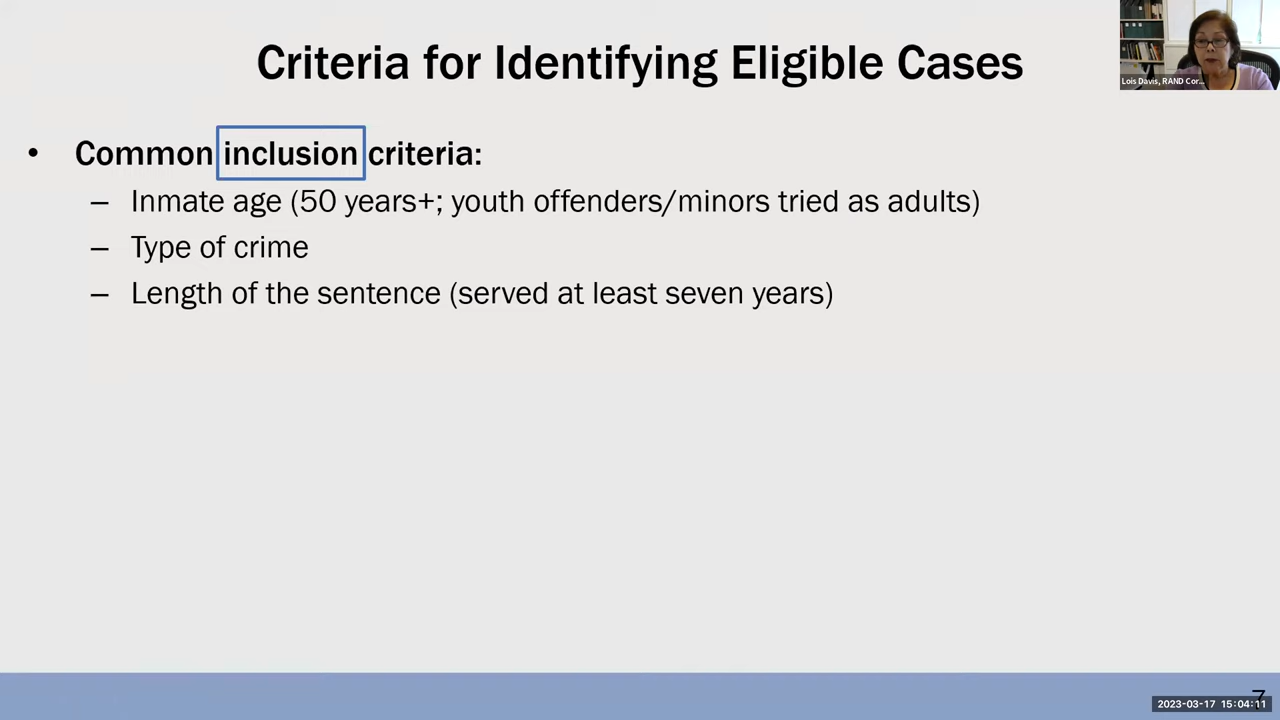 Criteria for Identifying Eligible Cases
Lois Davis, RAND Cor...
• Common inclusion criteria:
– Inmate age (50 years+; youth offenders/minors tried as adults)
– Type of crime
– Length of the sentence (served at least seven years)
7
2023-03-17 15:04:11